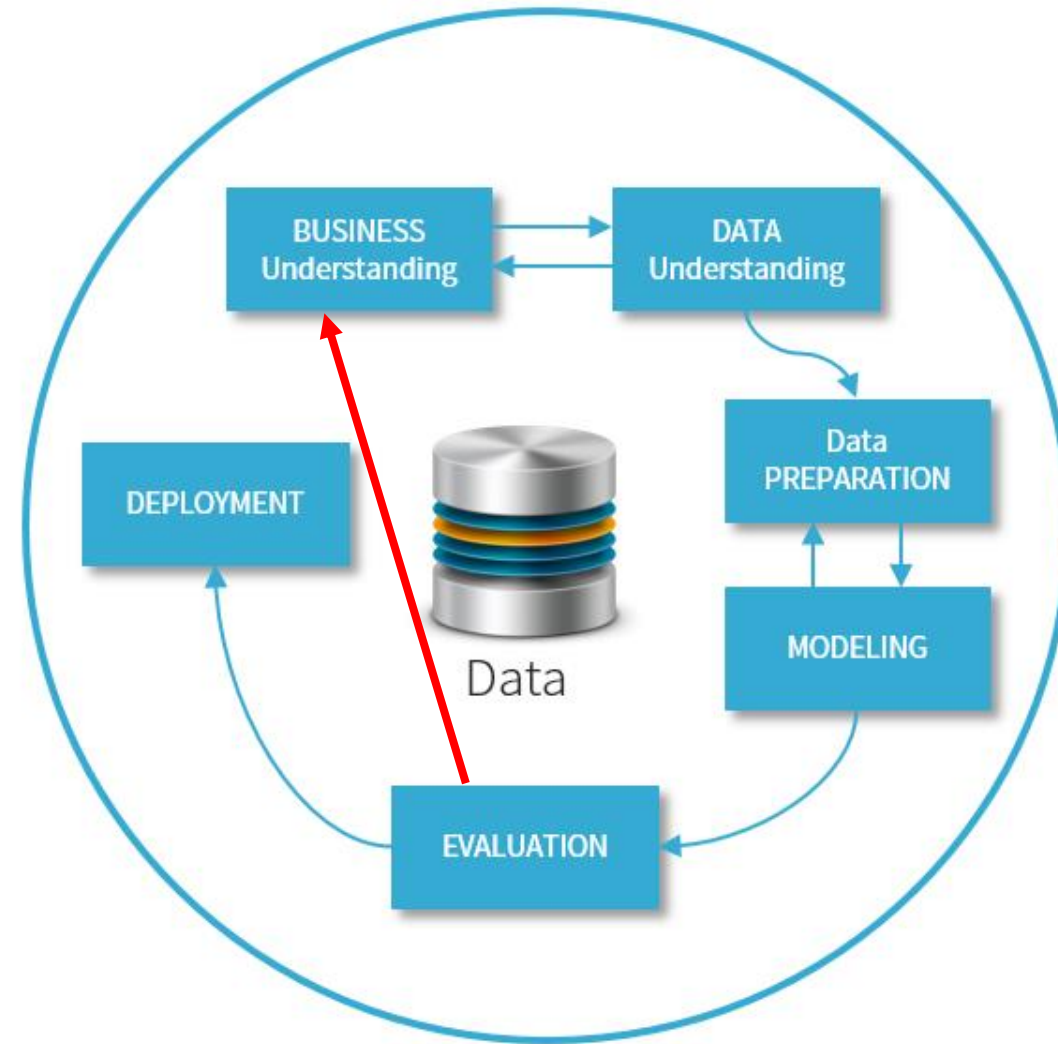 BUSINESS
Understanding
DATA
Understanding
Data
PREPARATION
DEPLOYMENT
MODELING
Data
EVALUATION